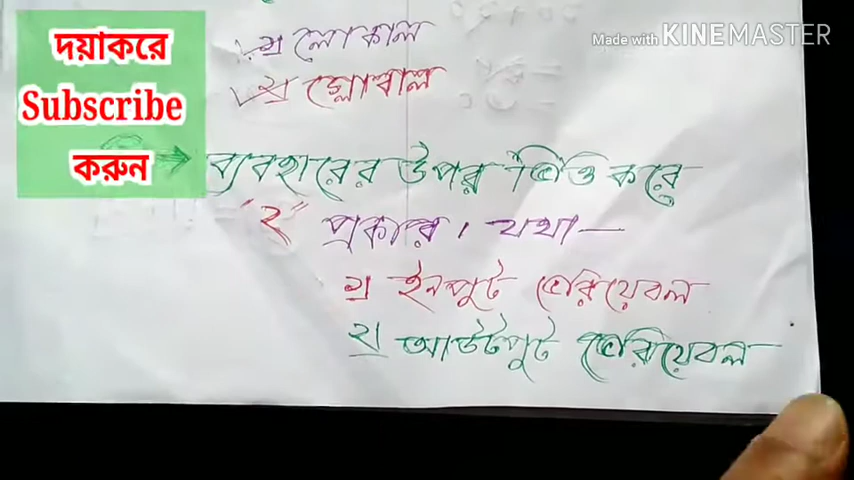 দয়াকরে
Subscribe
করুন
Made with KINEMASTER
১) লোকাল
২) গ্লোবাল
ব্যবহারের উপর ভিত্তি করে
"২" প্রকার। যথা—
১) ইনপুট ভেরিয়েবল
২) আউটপুট ভেরিয়েবল